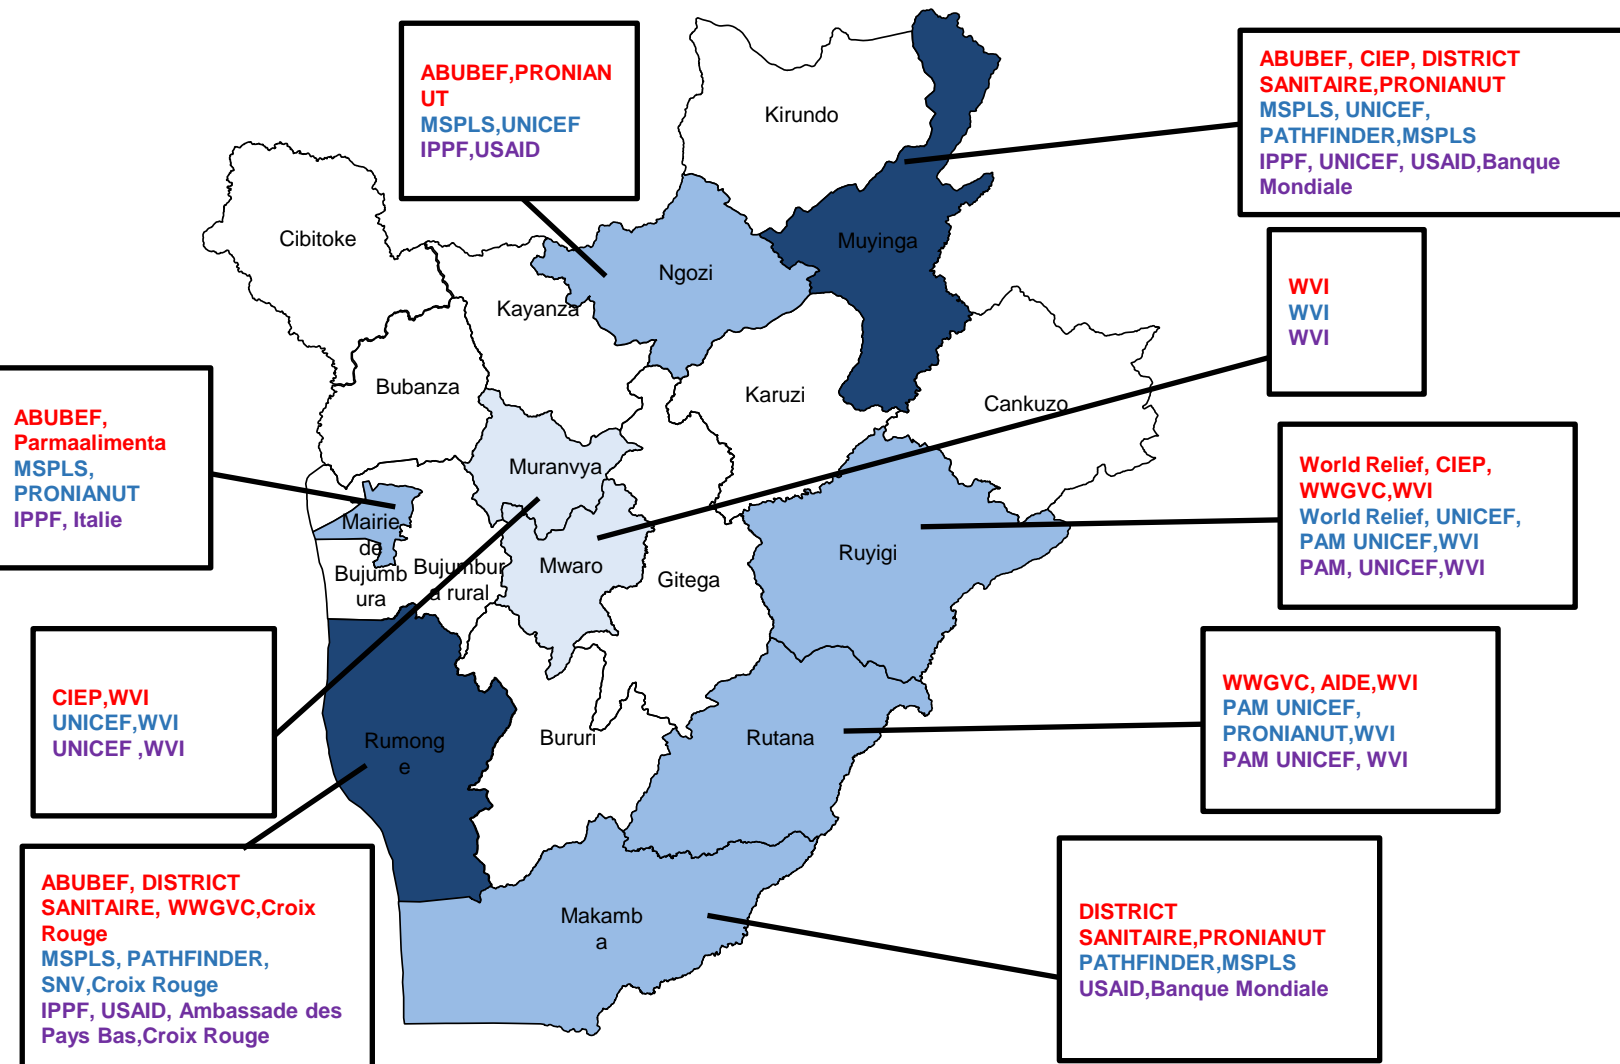 ABUBEF,PRONIAN
UT
MSPLS,UNICEF
IPPF,USAID
ABUBEF, CIEP, DISTRICT
SANITAIRE,PRONIANUT
MSPLS, UNICEF,
PATHFINDER,MSPLS
IPPF, UNICEF, USAID,Banque
Mondiale
Kirundo
Cibitoke
Ngozi
Muyinga
Kayanza
WVI
WVI
WVI
Bubanza
Karuzi
Cankuzo
ABUBEF,
Parmaalimenta
MSPLS,
PRONIANUT
IPPF, Italie
Muranvya
World Relief, CIEP,
WWGVC,WVI
World Relief, UNICEF,
PAM UNICEF,WVI
PAM, UNICEF,WVI
Mairie
de
Bujumb
ura
Bujumbur
a rural
Mwaro
Gitega
Ruyigi
CIEP,WVI
UNICEF,WVI
UNICEF ,WVI
WWGVC, AIDE,WVI
PAM UNICEF,
PRONIANUT,WVI
PAM UNICEF, WVI
Rumong
e
Bururi
Rutana
ABUBEF, DISTRICT
SANITAIRE, WWGVC,Croix
Rouge
MSPLS, PATHFINDER,
SNV,Croix Rouge
IPPF, USAID, Ambassade des
Pays Bas,Croix Rouge
Makamb
a
DISTRICT
SANITAIRE,PRONIANUT
PATHFINDER,MSPLS
USAID,Banque Mondiale